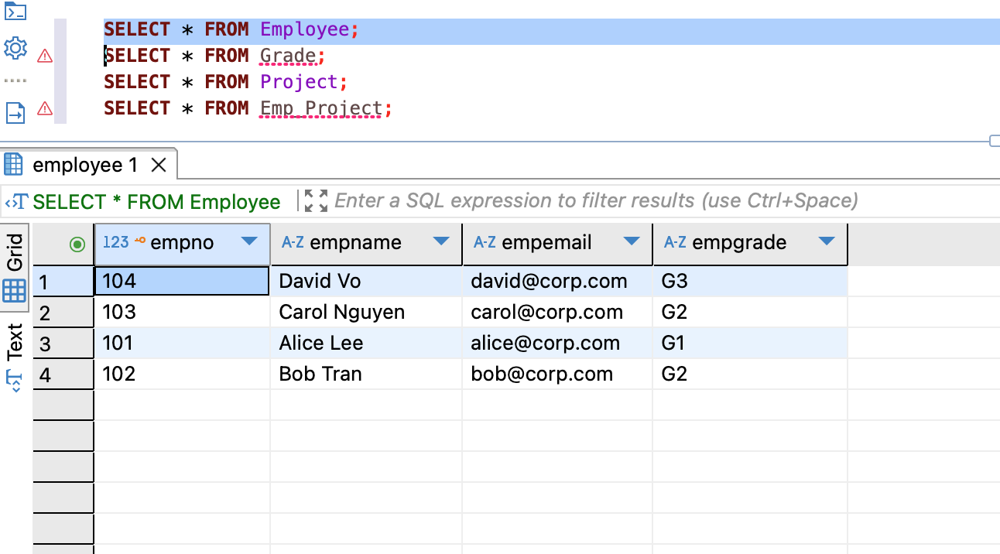 SELECT * FROM Employee;
SELECT * FROM Grade;
SELECT * FROM Project;
SELECT * FROM Emp_Project;
employee 1
SELECT * FROM Employee Enter a SQL expression to filter results (use Ctrl+Space)
Grid
Text
123 empno A-Z empname A-Z empemail A-Z empgrade
1 104 David Vo david@corp.com G3
2 103 Carol Nguyen carol@corp.com G2
3 101 Alice Lee alice@corp.com G1
4 102 Bob Tran bob@corp.com G2